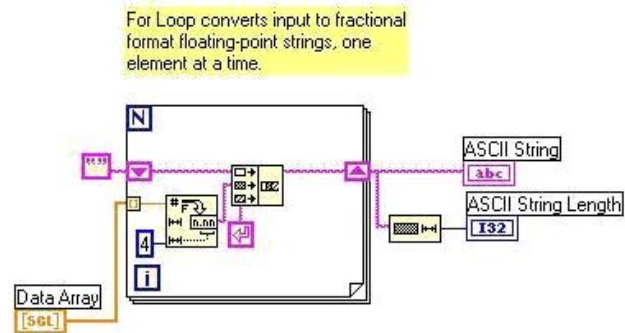 For Loop converts input to fractional
format floating-point strings, one
element at a time.
N
""
ASCII String
abc
#
F
n.nn
ASCII String Length
I32
4
i
Data Array
[SGL]